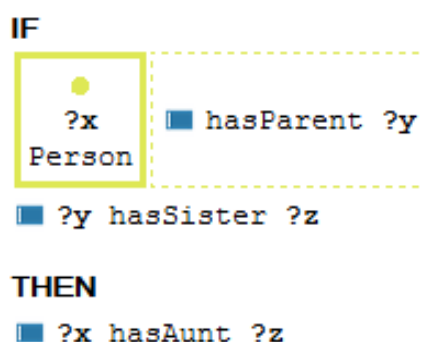 IF
?x hasParent ?y
Person
?y hasSister ?z
THEN
?x hasAunt ?z